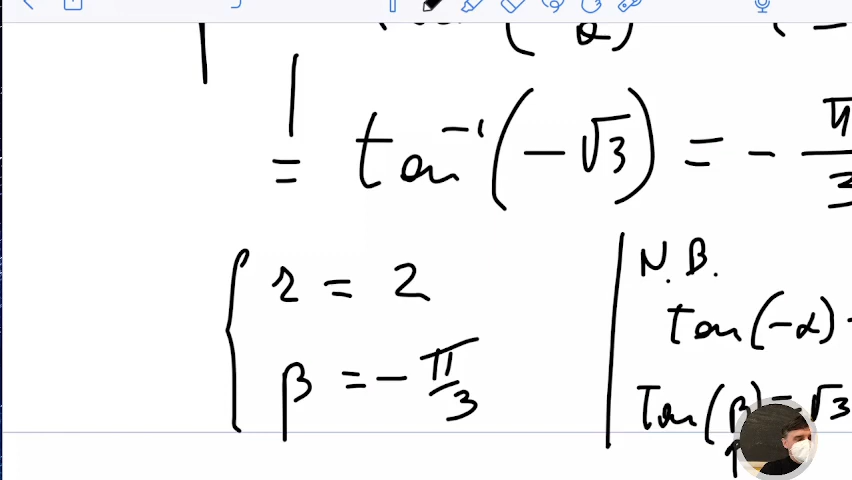 = tan⁻¹(-√3) = - π/3
r = 2
β = - π/3
N.B.
tan(-α)
tan(β) = √3